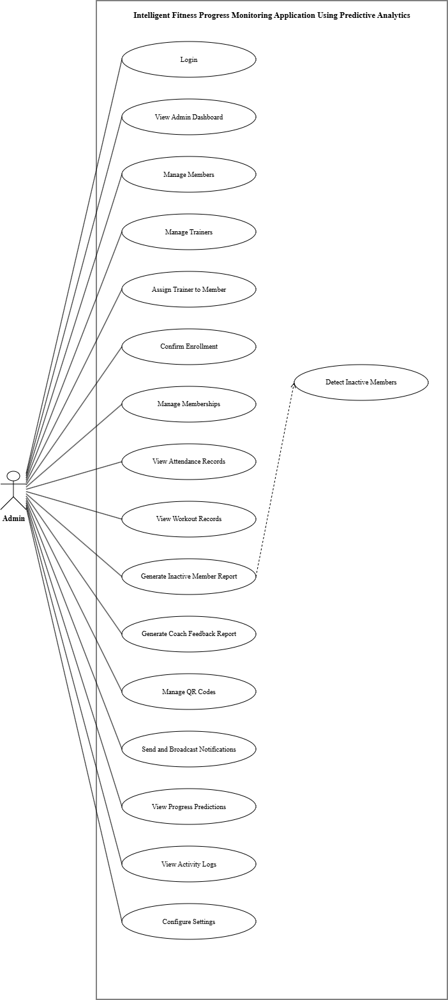 Intelligent Fitness Progress Monitoring Application Using Predictive Analytics
Login
View Admin Dashboard
Manage Members
Manage Trainers
Assign Trainer to Member
Confirm Enrollment
Detect Inactive Members
Manage Memberships
View Attendance Records
Admin
View Workout Records
Generate Inactive Member Report
Generate Coach Feedback Report
Manage QR Codes
Send and Broadcast Notifications
View Progress Predictions
View Activity Logs
Configure Settings